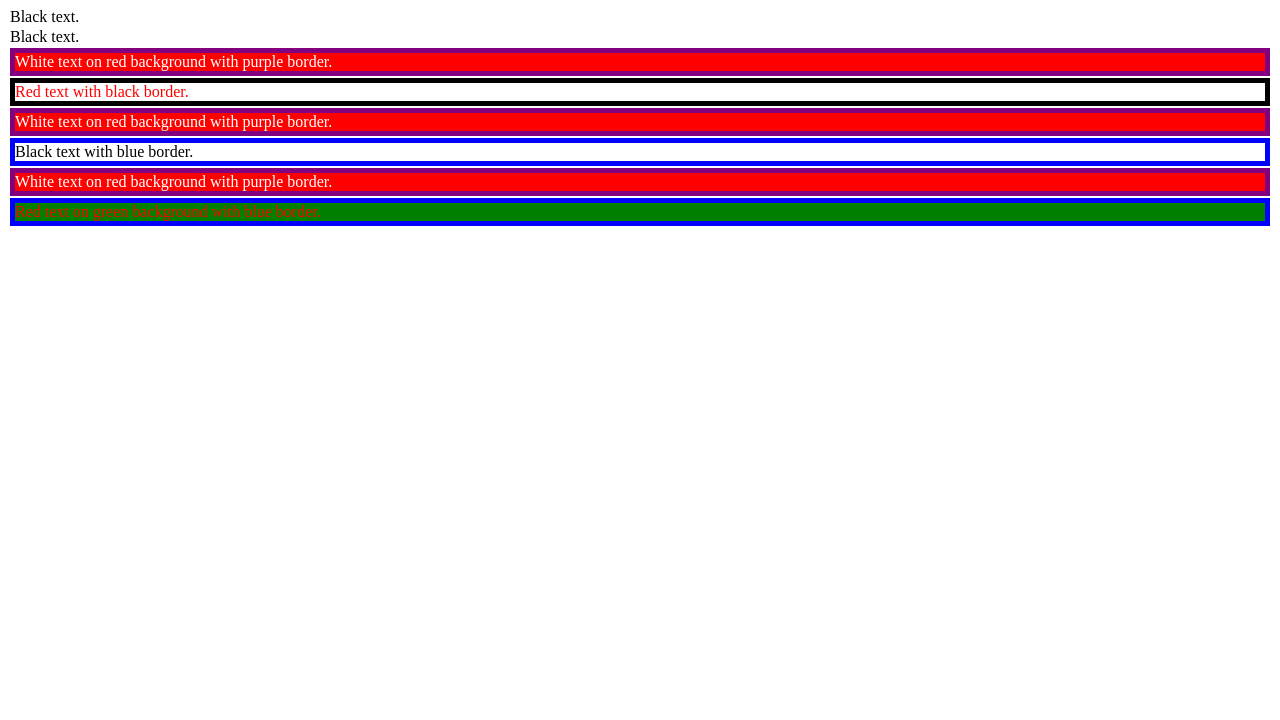 Black text.
Black text.
White text on red background with purple border.
Red text with black border.
White text on red background with purple border.
Black text with blue border.
White text on red background with purple border.
Red text on green background with blue border.